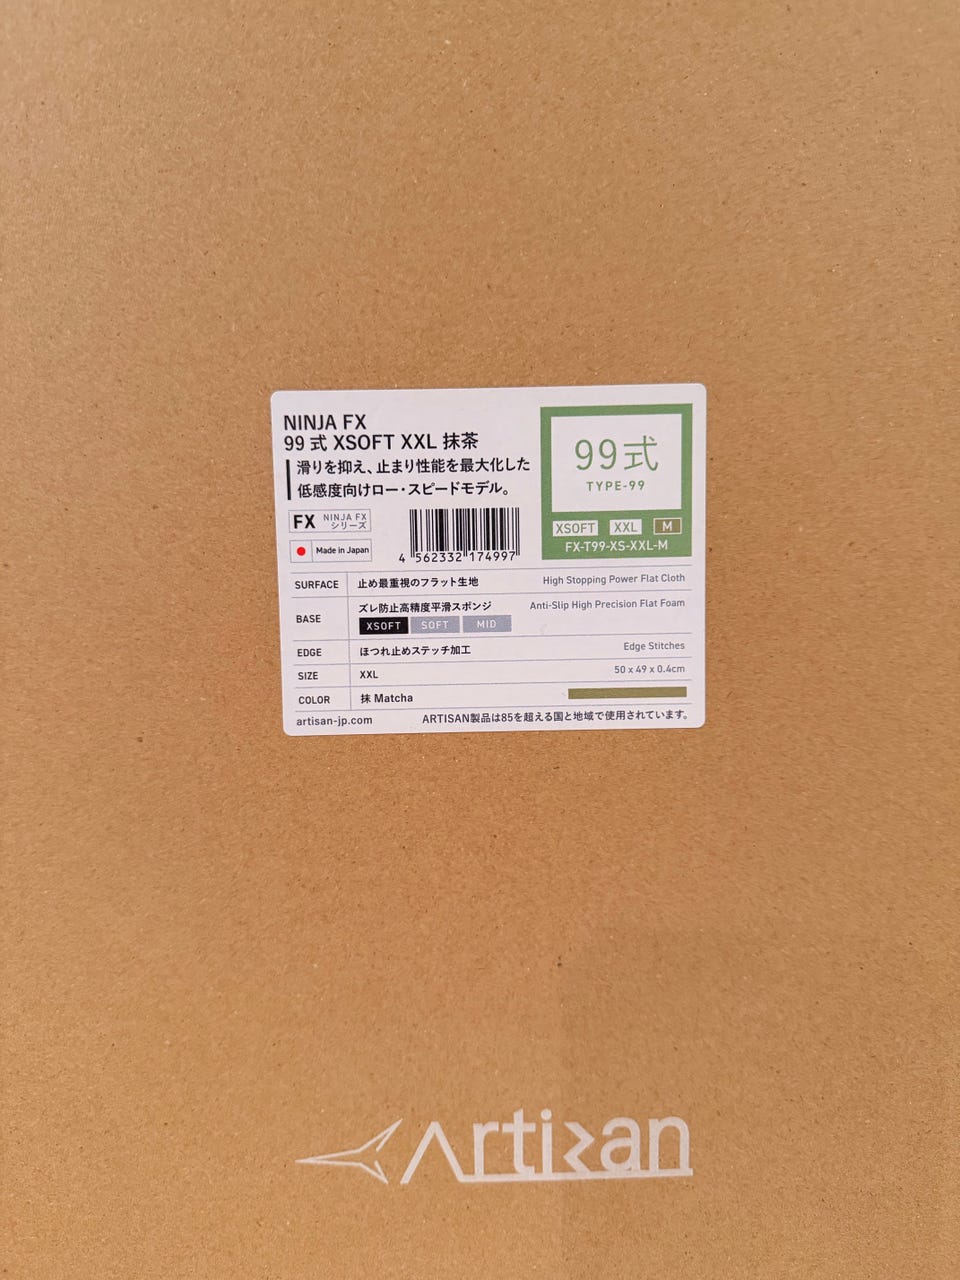 NINJA FX
99 式 XSOFT XXL 抹茶
滑りを抑え、止まり性能を最大化した
低感度向けロー・スピードモデル。
FX NINJA FX
シリーズ
Made in Japan
4 562332 174997
99式
TYPE-99
XSOFT XXL M
FX-T99-XS-XXL-M
SURFACE 止め最重視のフラット生地 High Stopping Power Flat Cloth
BASE ズレ防止高精度平滑スポンジ Anti-Slip High Precision Flat Foam
XSOFT SOFT MID
EDGE ほつれ止めステッチ加工 Edge Stitches
SIZE XXL 50 x 49 x 0.4cm
COLOR 抹 Matcha
artisan-jp.com ARTISAN製品は85を超える国と地域で使用されています。
Artisan